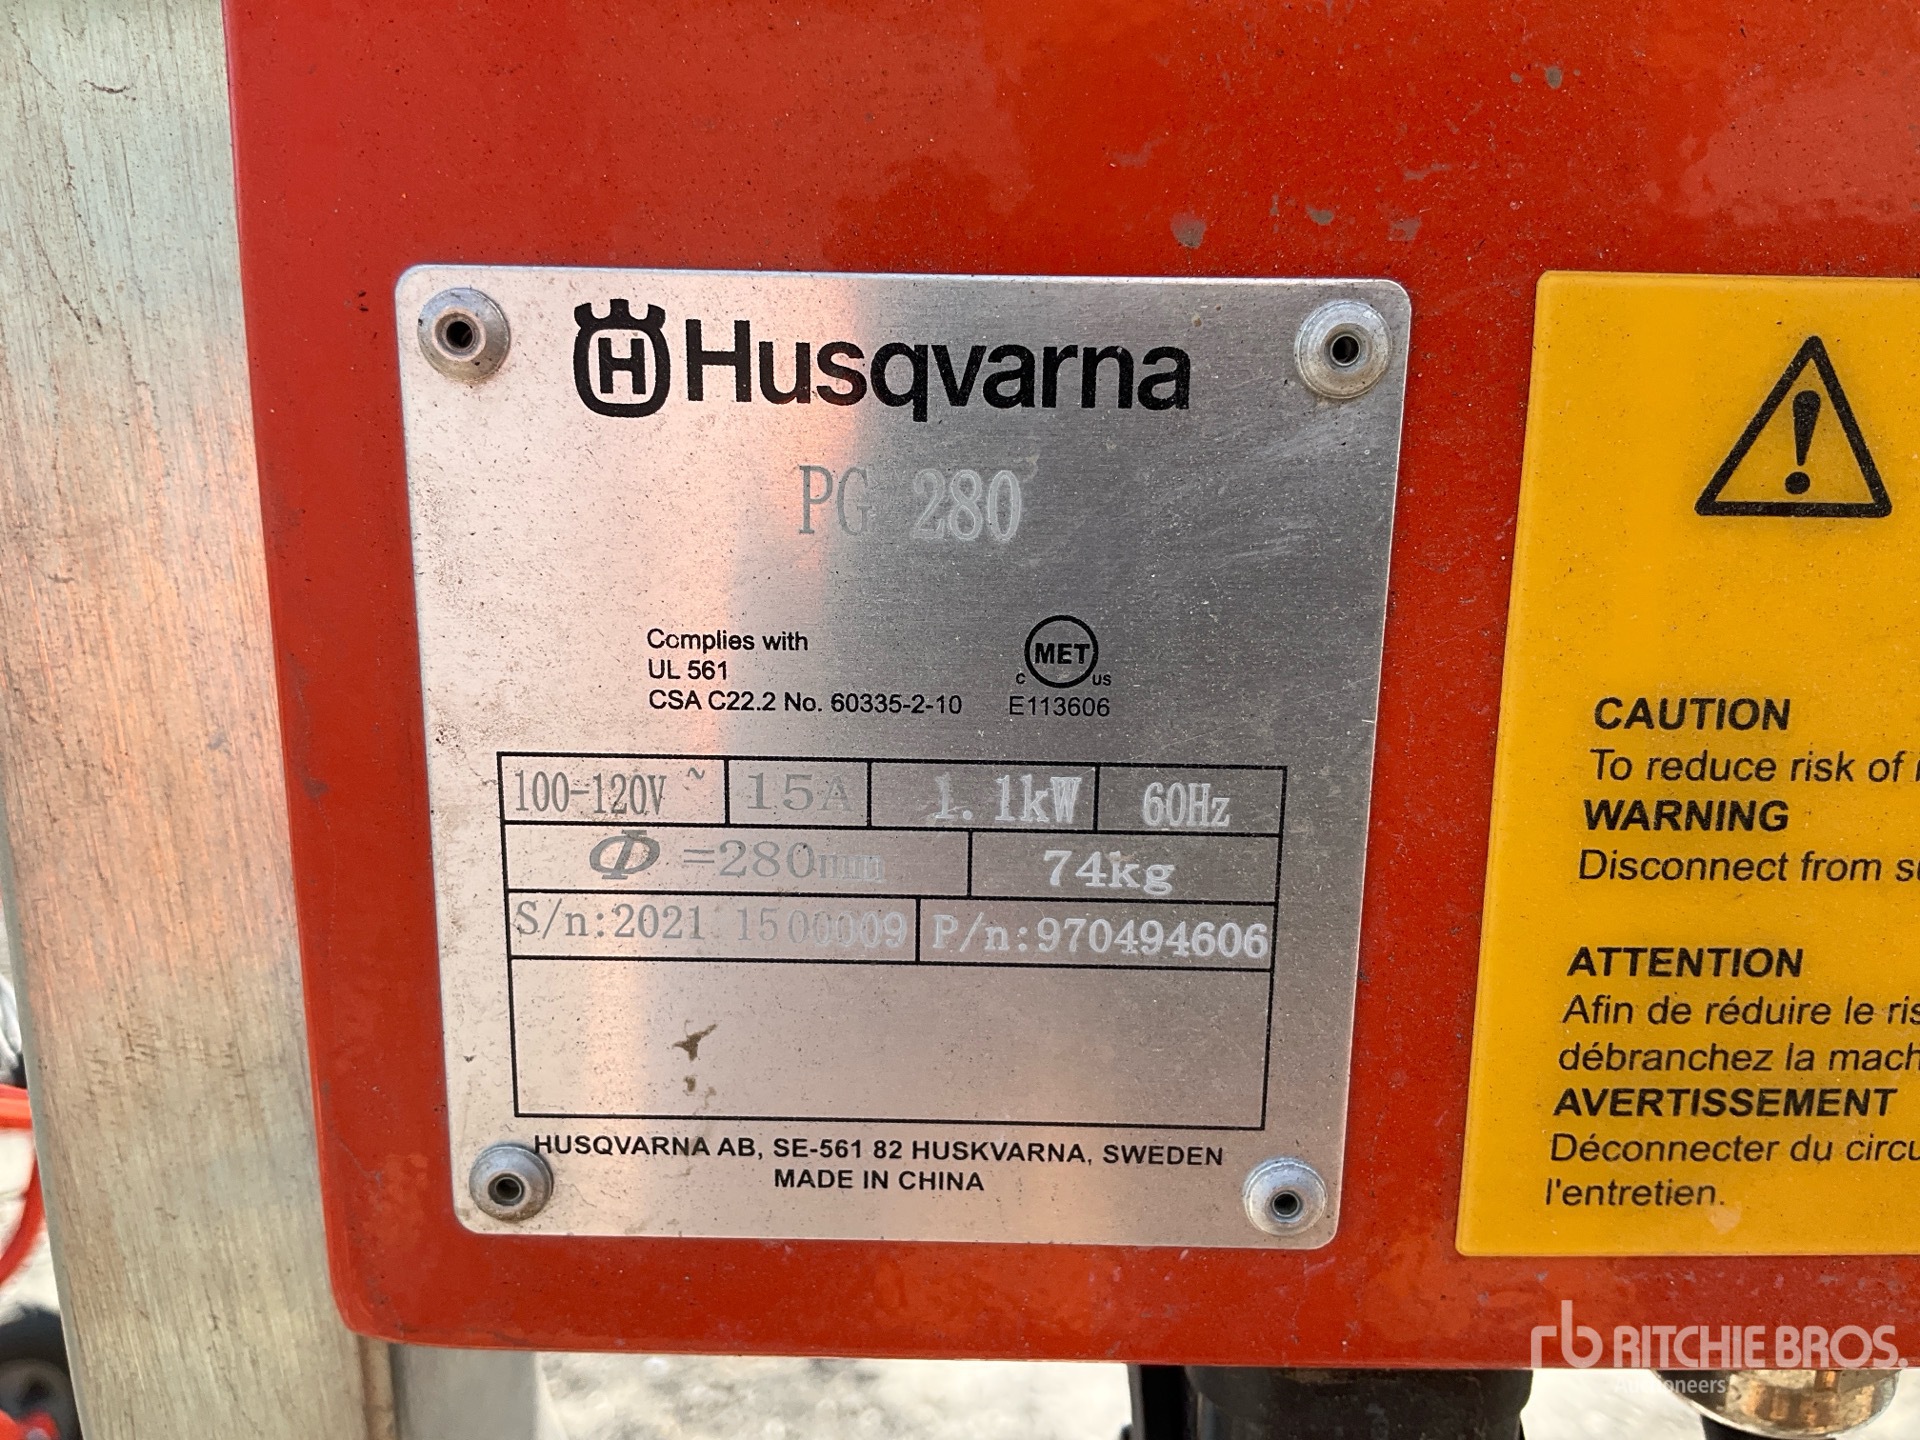 Husqvarna
PG 280
Complies with
UL 561
CSA C22.2 No. 60335-2-10
MET
C US
E113606
100-120V ~ 15A 1.1kW 60Hz
Φ=280mm 74kg
S/n:2021 1500009 P/n:970494606
HUSQVARNA AB, SE-561 82 HUSKVARNA, SWEDEN
MADE IN CHINA
CAUTION
To reduce risk of
WARNING
Disconnect from
ATTENTION
Afin de réduire le
débranchez la
AVERTISSEMENT
Déconnecter du
l'entretien.
rb RITCHIE BROS.
Auctioneers